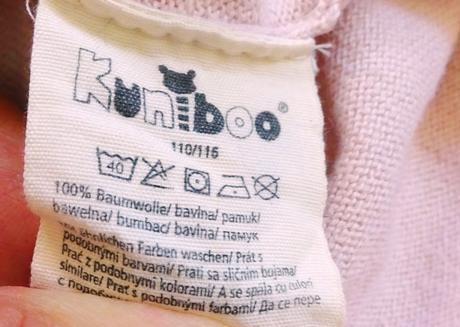 Kuniboo®
110/116
40
100% Baumwolle/ bavlna/ pamuk/
bawełna/ bumbac/ bavlna/ памук
ähnlichen Farben waschen/ Prát s
podobnými barvami/ Prati sa sličnim bojama/
Prać z podobnymi kolorami/ A se spăla cu culori
similare/ Prať s podobnými farbami/ Да се пере